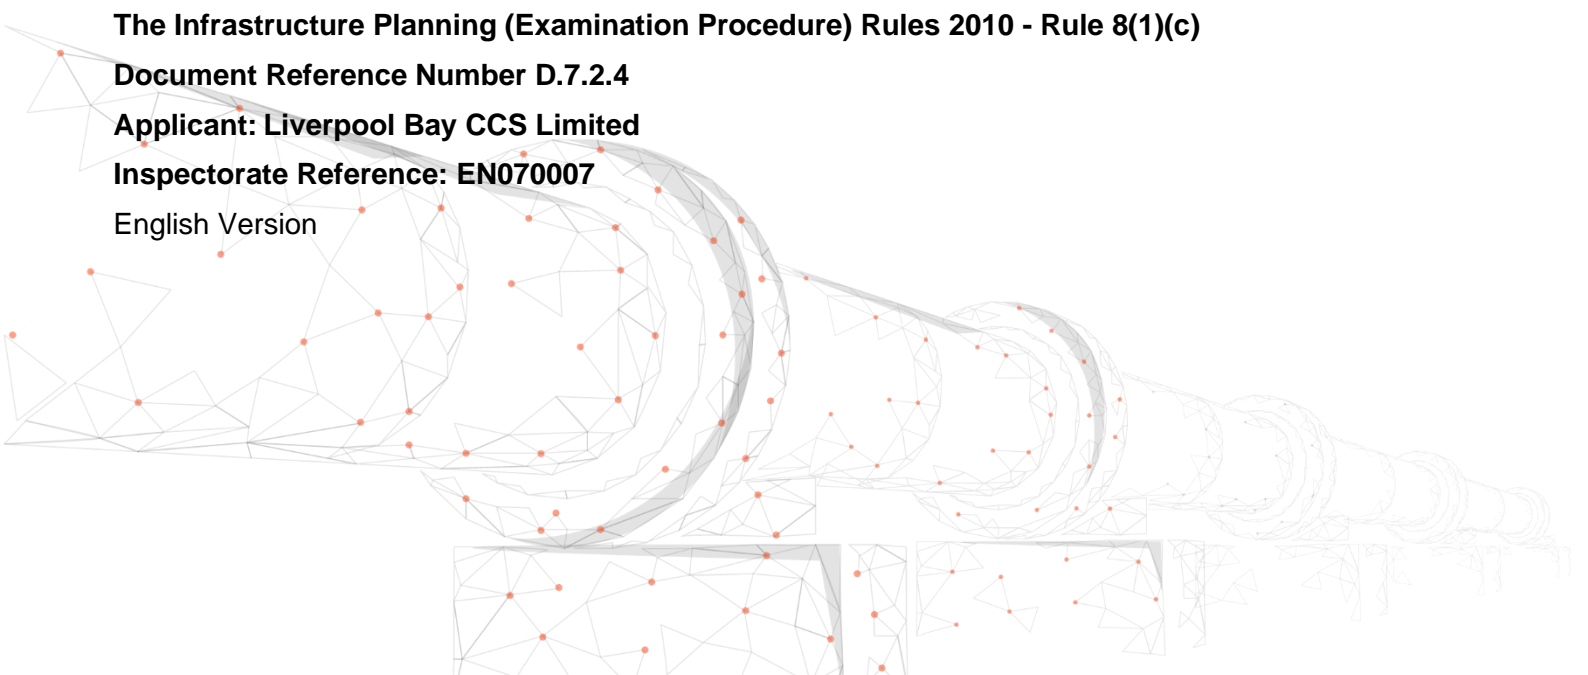 The Infrastructure Planning (Examination Procedure) Rules 2010 - Rule 8(1)(c)
Document Reference Number D.7.2.4
Applicant: Liverpool Bay CCS Limited
Inspectorate Reference: EN070007
English Version